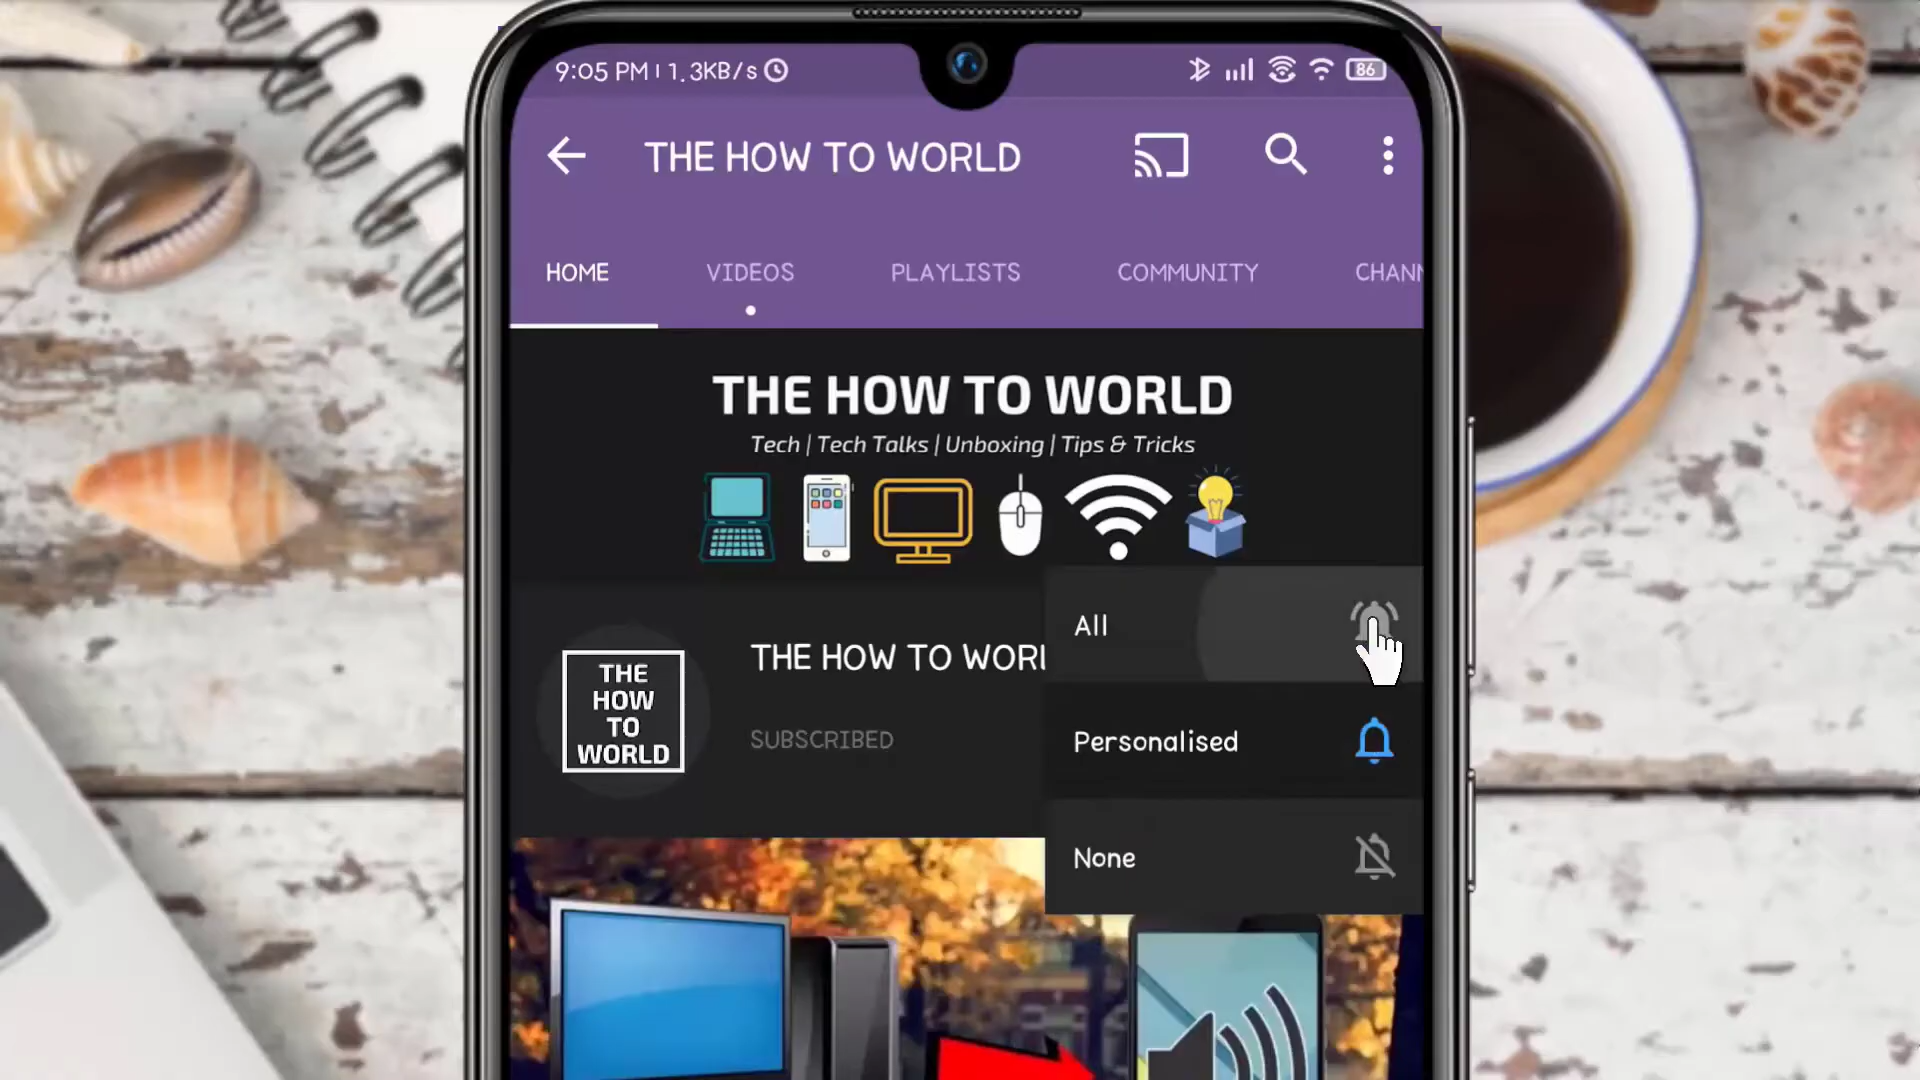 9:05 PM | 1.3KB/s
86
THE HOW TO WORLD
HOME VIDEOS PLAYLISTS COMMUNITY CHANN
THE HOW TO WORLD
Tech | Tech Talks | Unboxing | Tips & Tricks
THE HOW TO WORL
SUBSCRIBED
THE
HOW
TO
WORLD
All
Personalised
None